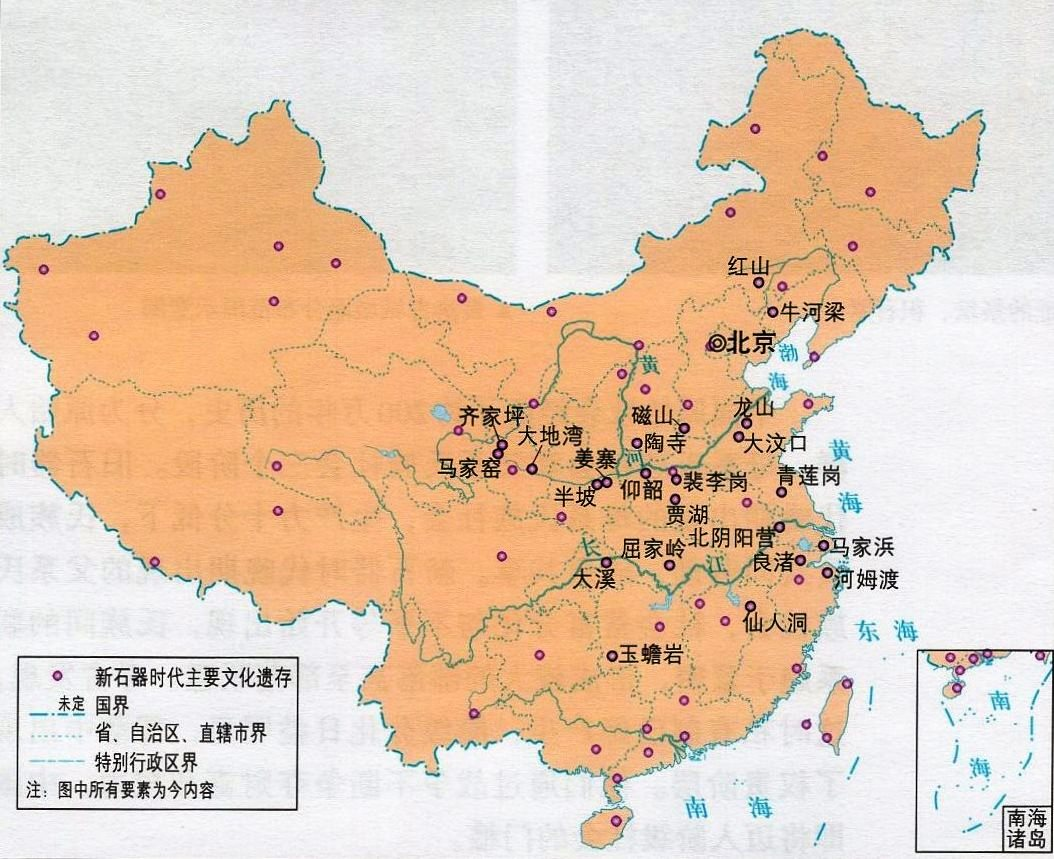 红山
牛河梁
北京
渤
海
黄
齐家坪
大地湾
磁山
龙山
陶寺
大汶口
马家窑
姜寨
河
黄
海
半坡
仰韶
裴李岗
青莲岗
贾湖
北阴阳营
长
屈家岭
江
良渚
马家浜
大溪
河姆渡
仙人洞
东海
玉蟾岩
新石器时代主要文化遗存
未定 国界
省、自治区、直辖市界
特别行政区界
注：图中所有要素为今内容
南海
南
海
南海
诸岛